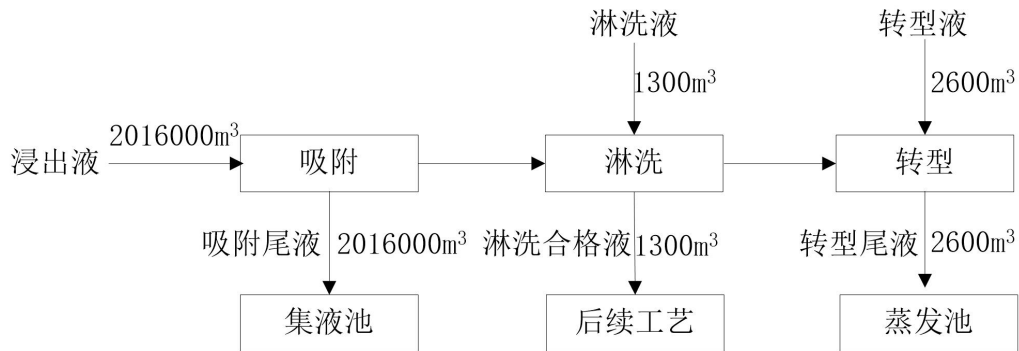 淋洗液
转型液
1300m³
2600m³
2016000m³
浸出液
吸附
淋洗
转型
吸附尾液
2016000m³
淋洗合格液
1300m³
转型尾液
2600m³
集液池
后续工艺
蒸发池